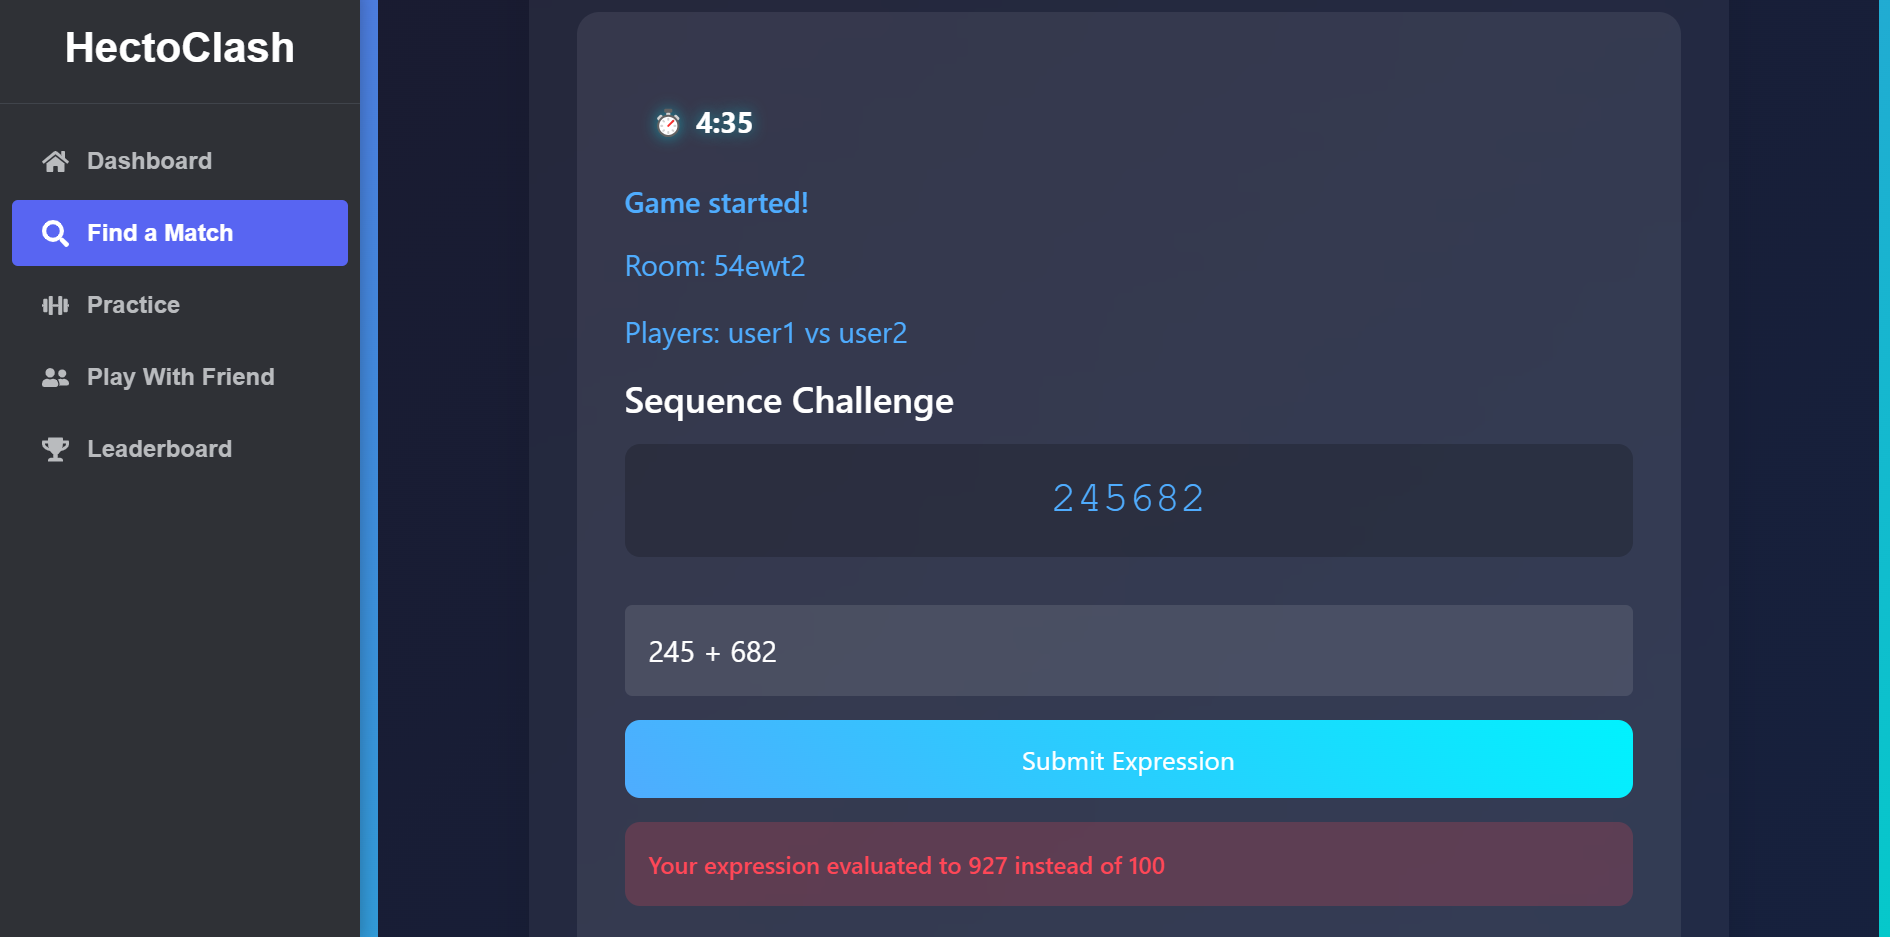 HectoClash
Dashboard
Find a Match
Practice
Play With Friend
Leaderboard
4:35
Game started!
Room: 54ewt2
Players: user1 vs user2
Sequence Challenge
245682
245 + 682
Submit Expression
Your expression evaluated to 927 instead of 100